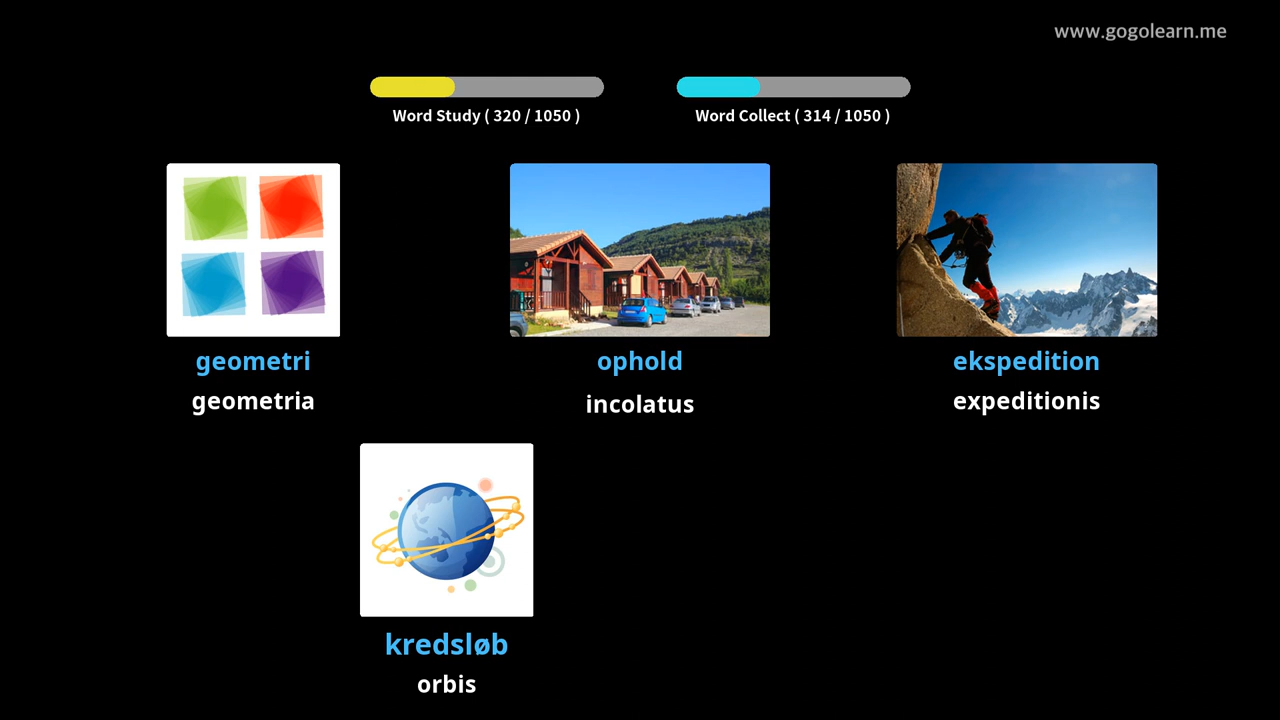 www.gogolearn.me
Word Study ( 320 / 1050 )
Word Collect ( 314 / 1050 )
geometri
geometria
ophold
incolatus
ekspedition
expeditionis
kredsløb
orbis